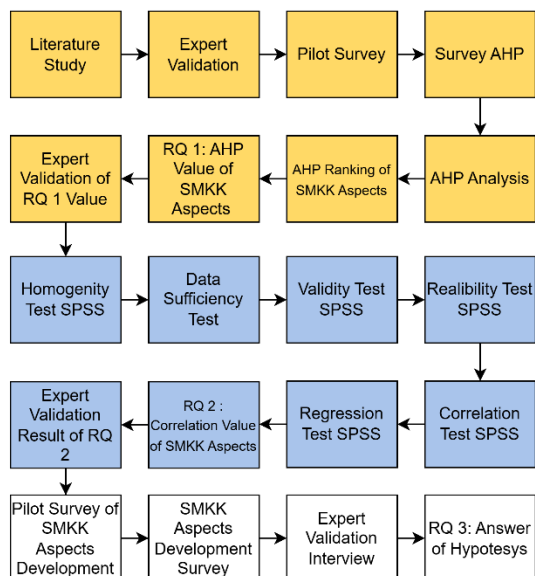 Literature
Study
Expert
Validation
Pilot Survey
Survey AHP
Expert
Validation of
RQ 1 Value
RQ 1: AHP
Value of
SMKK
Aspects
AHP Ranking of
SMKK Aspects
AHP Analysis
Homogenity
Test SPSS
Data
Sufficiency
Test
Validity Test
SPSS
Realibility Test
SPSS
Expert
Validation
Result of RQ
2
RQ 2 :
Correlation Value
of SMKK Aspects
Regression
Test SPSS
Correlation
Test SPSS
Pilot Survey of
SMKK
Aspects
Development
SMKK
Aspects
Development
Survey
Expert
Validation
Interview
RQ 3: Answer
of Hypotesys